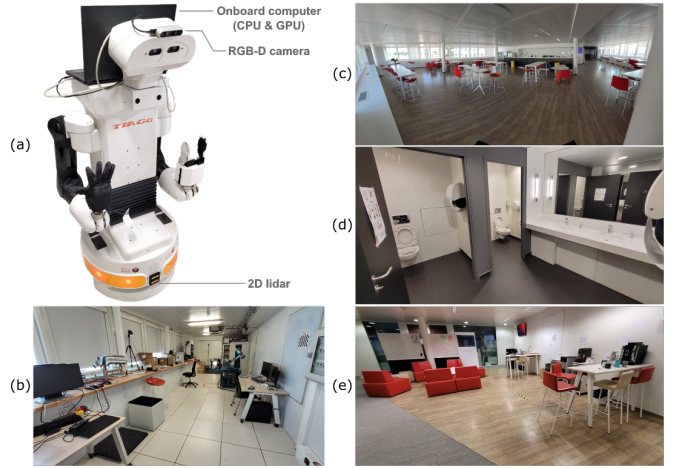 (a)
Onboard computer
(CPU & GPU)
RGB-D camera
TIAGo
2D lidar
(b)
(c)
(d)
(e)